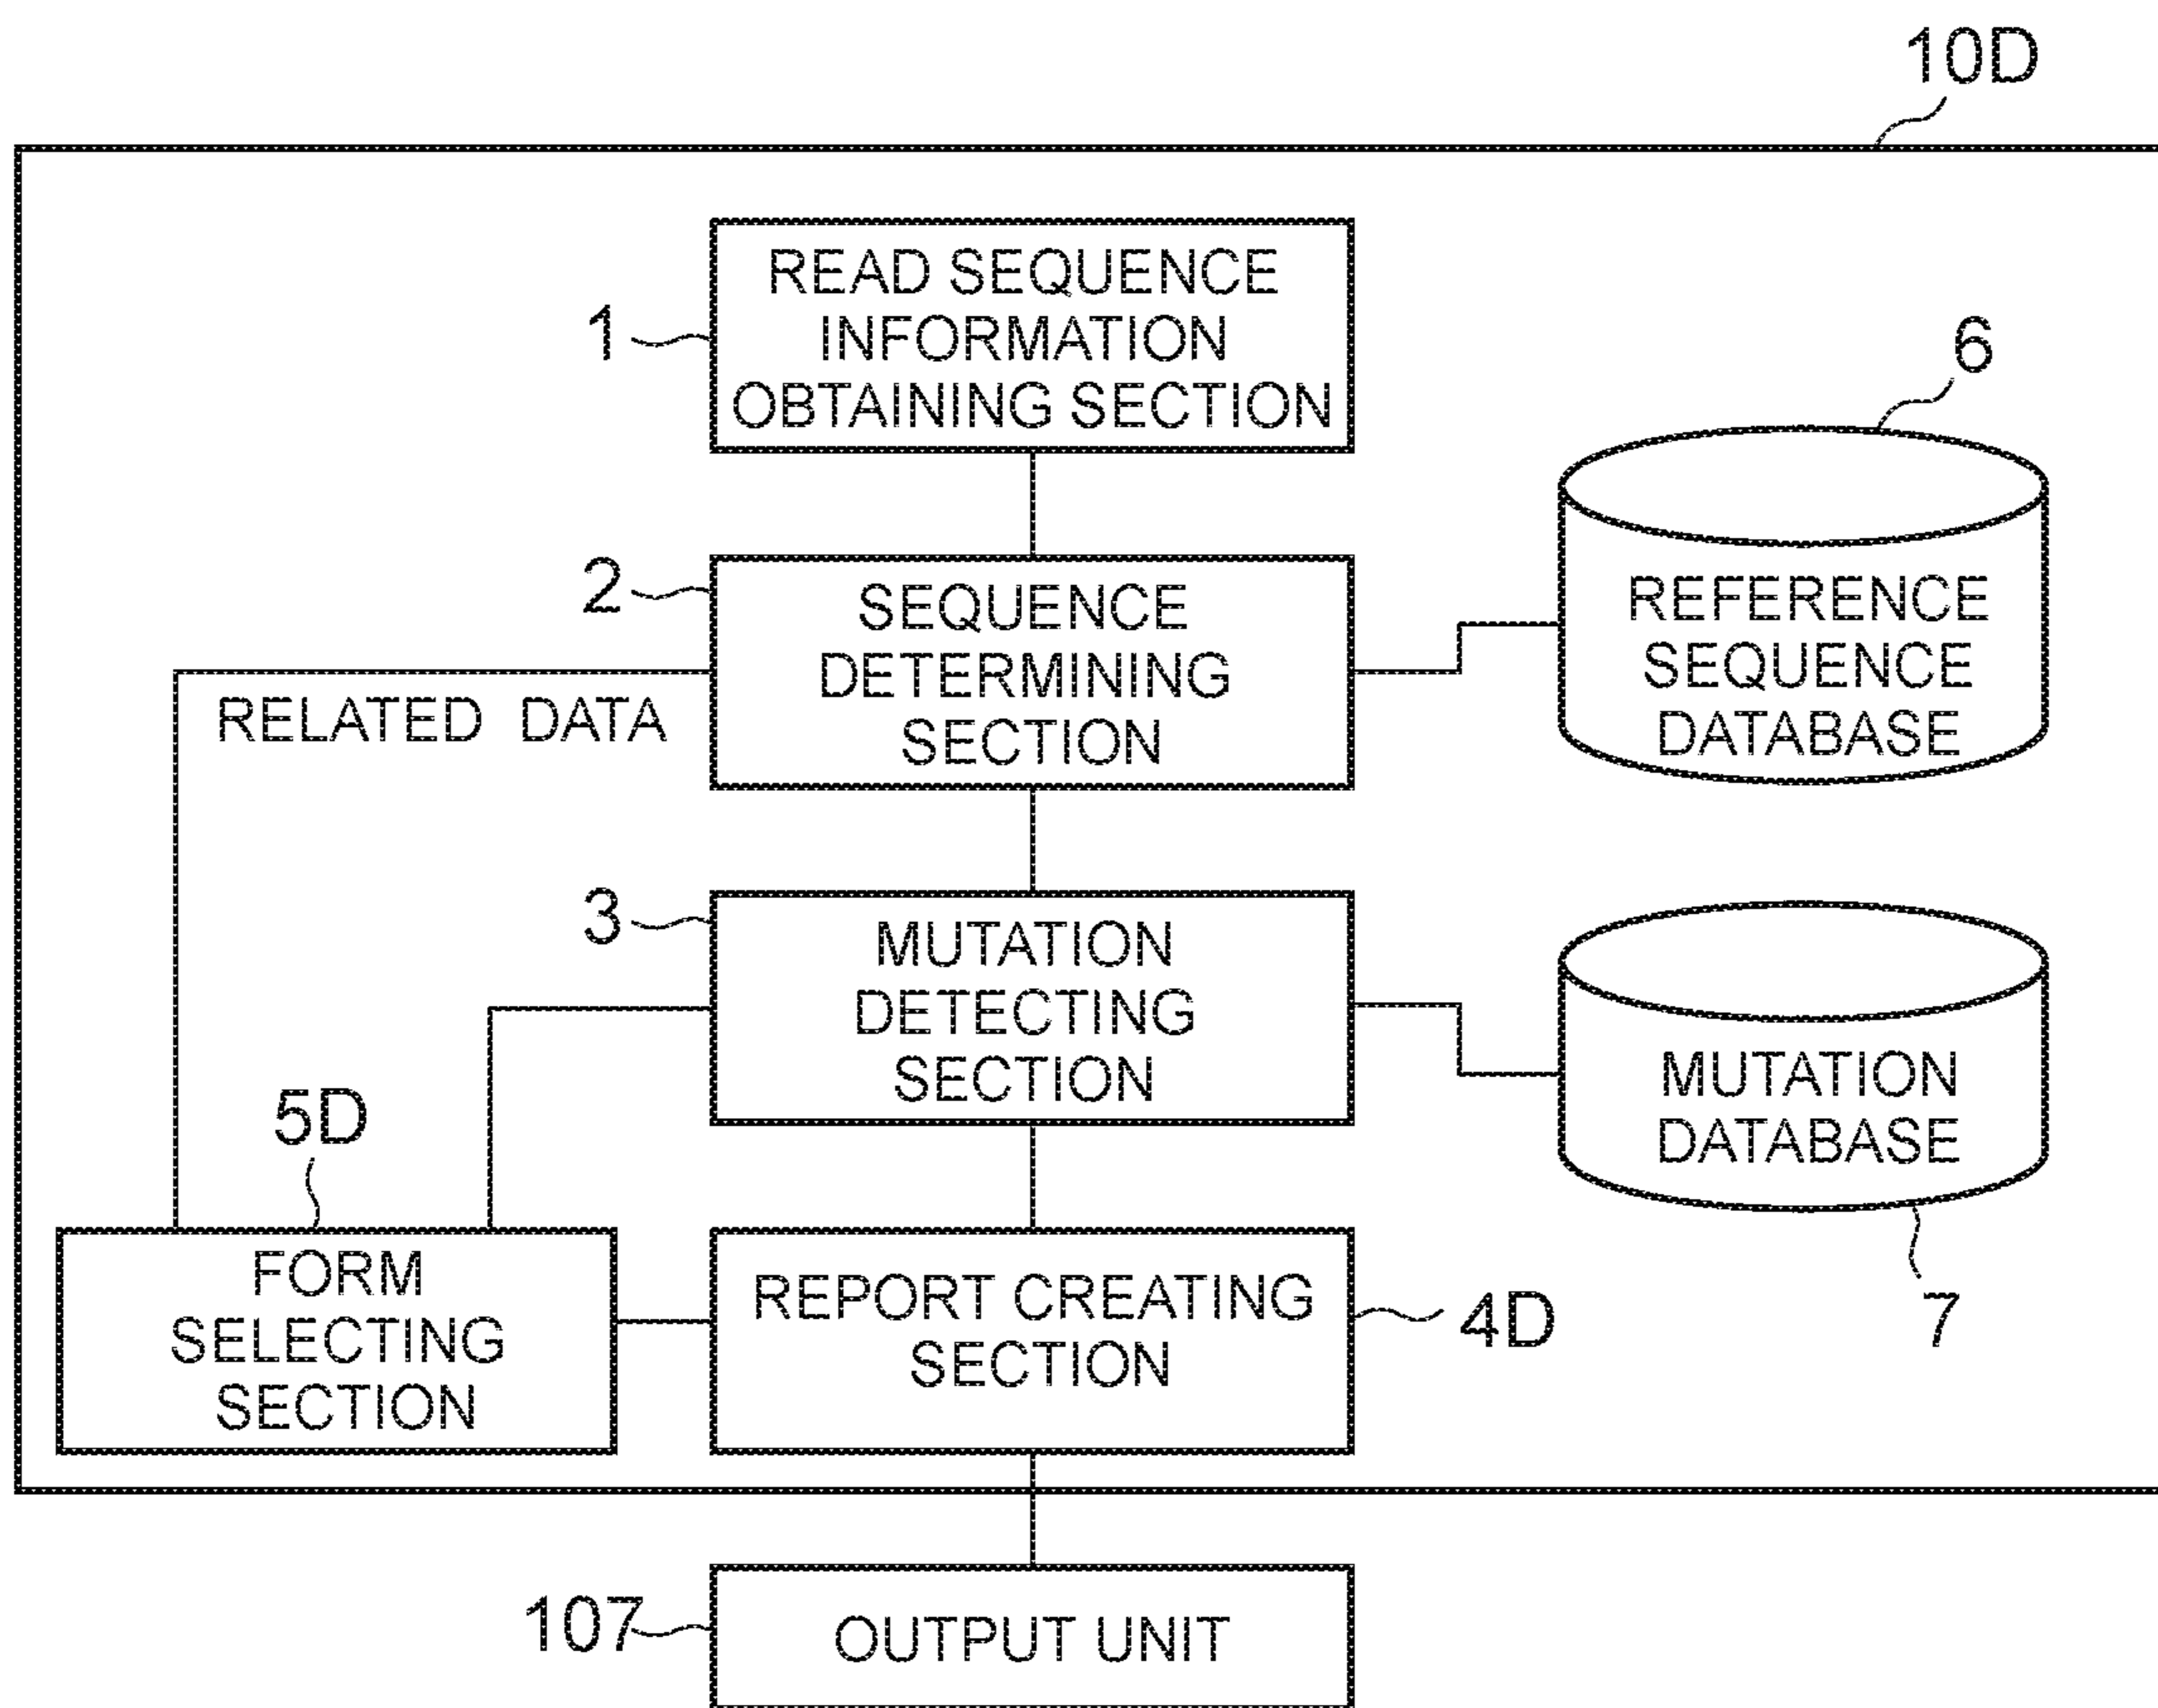 10D
READ SEQUENCE
INFORMATION
OBTAINING SECTION
1
6
2
SEQUENCE
DETERMINING
SECTION
REFERENCE
SEQUENCE
DATABASE
RELATED DATA
3
MUTATION
DETECTING
SECTION
MUTATION
DATABASE
7
5D
FORM
SELECTING
SECTION
REPORT CREATING
SECTION
4D
107
OUTPUT UNIT